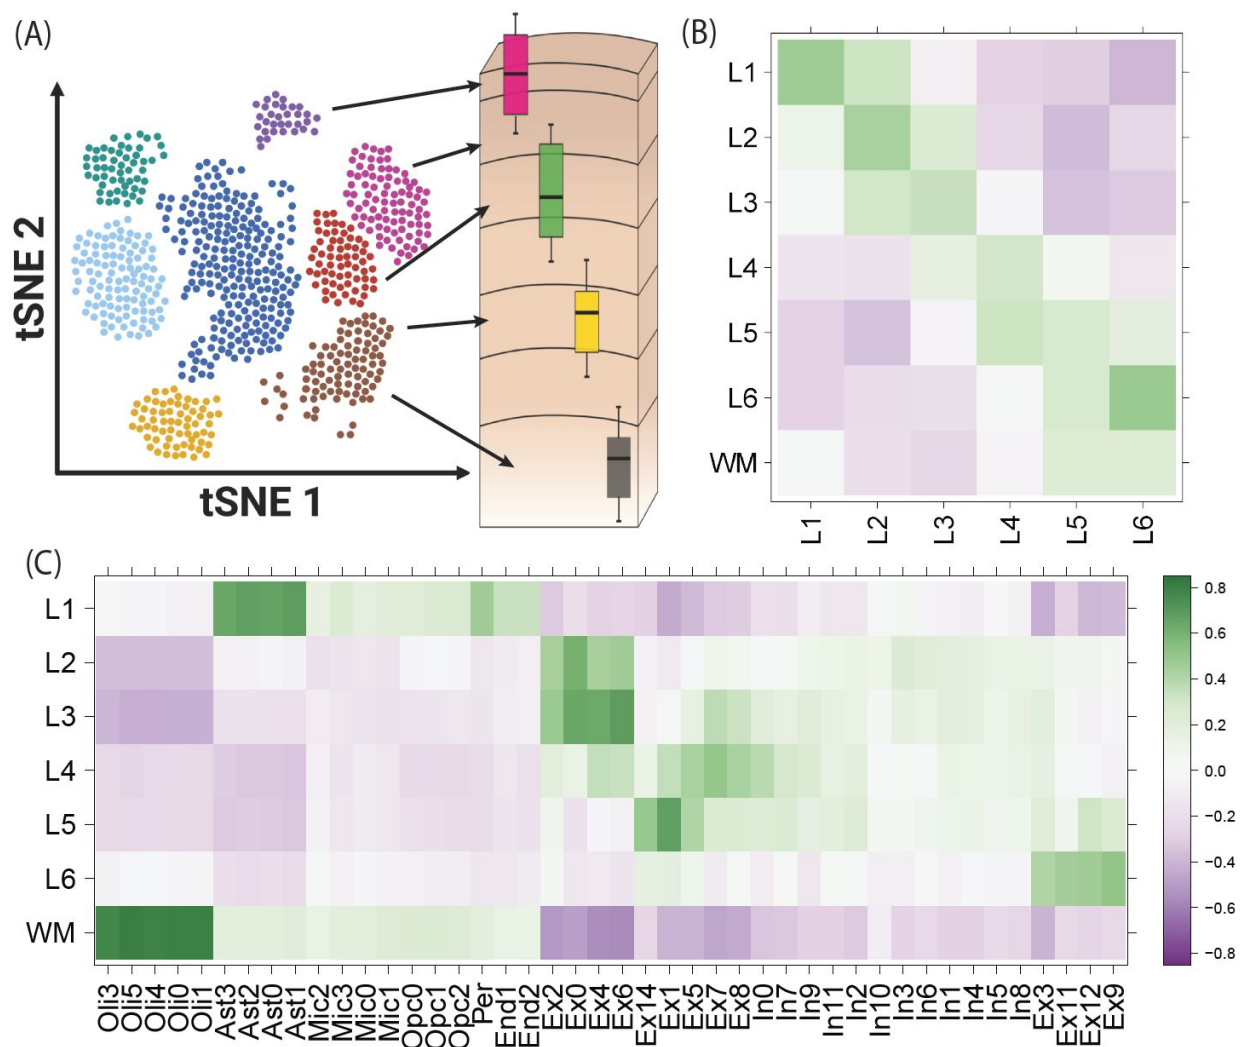 (A)
tSNE 2
tSNE 1
(B)
L1
L2
L3
L4
L5
L6
WM
L1
L2
L3
L4
L5
L6
(C)
L1
L2
L3
L4
L5
L6
WM
Oli3
Oli5
Oli4
Oli0
Oli1
Ast3
Ast2
Ast0
Ast1
Mic2
Mic3
Mic0
Mic1
Opc0
Opc1
Opc2
Per
End1
End2
Ex2
Ex0
Ex4
Ex6
Ex14
Ex1
Ex5
Ex7
Ex8
In0
In7
In9
In11
In2
In10
In3
In6
In1
In4
In5
In8
Ex3
Ex11
Ex12
Ex9
0.8
0.6
0.4
0.2
0.0
−0.2
−0.4
−0.6
−0.8